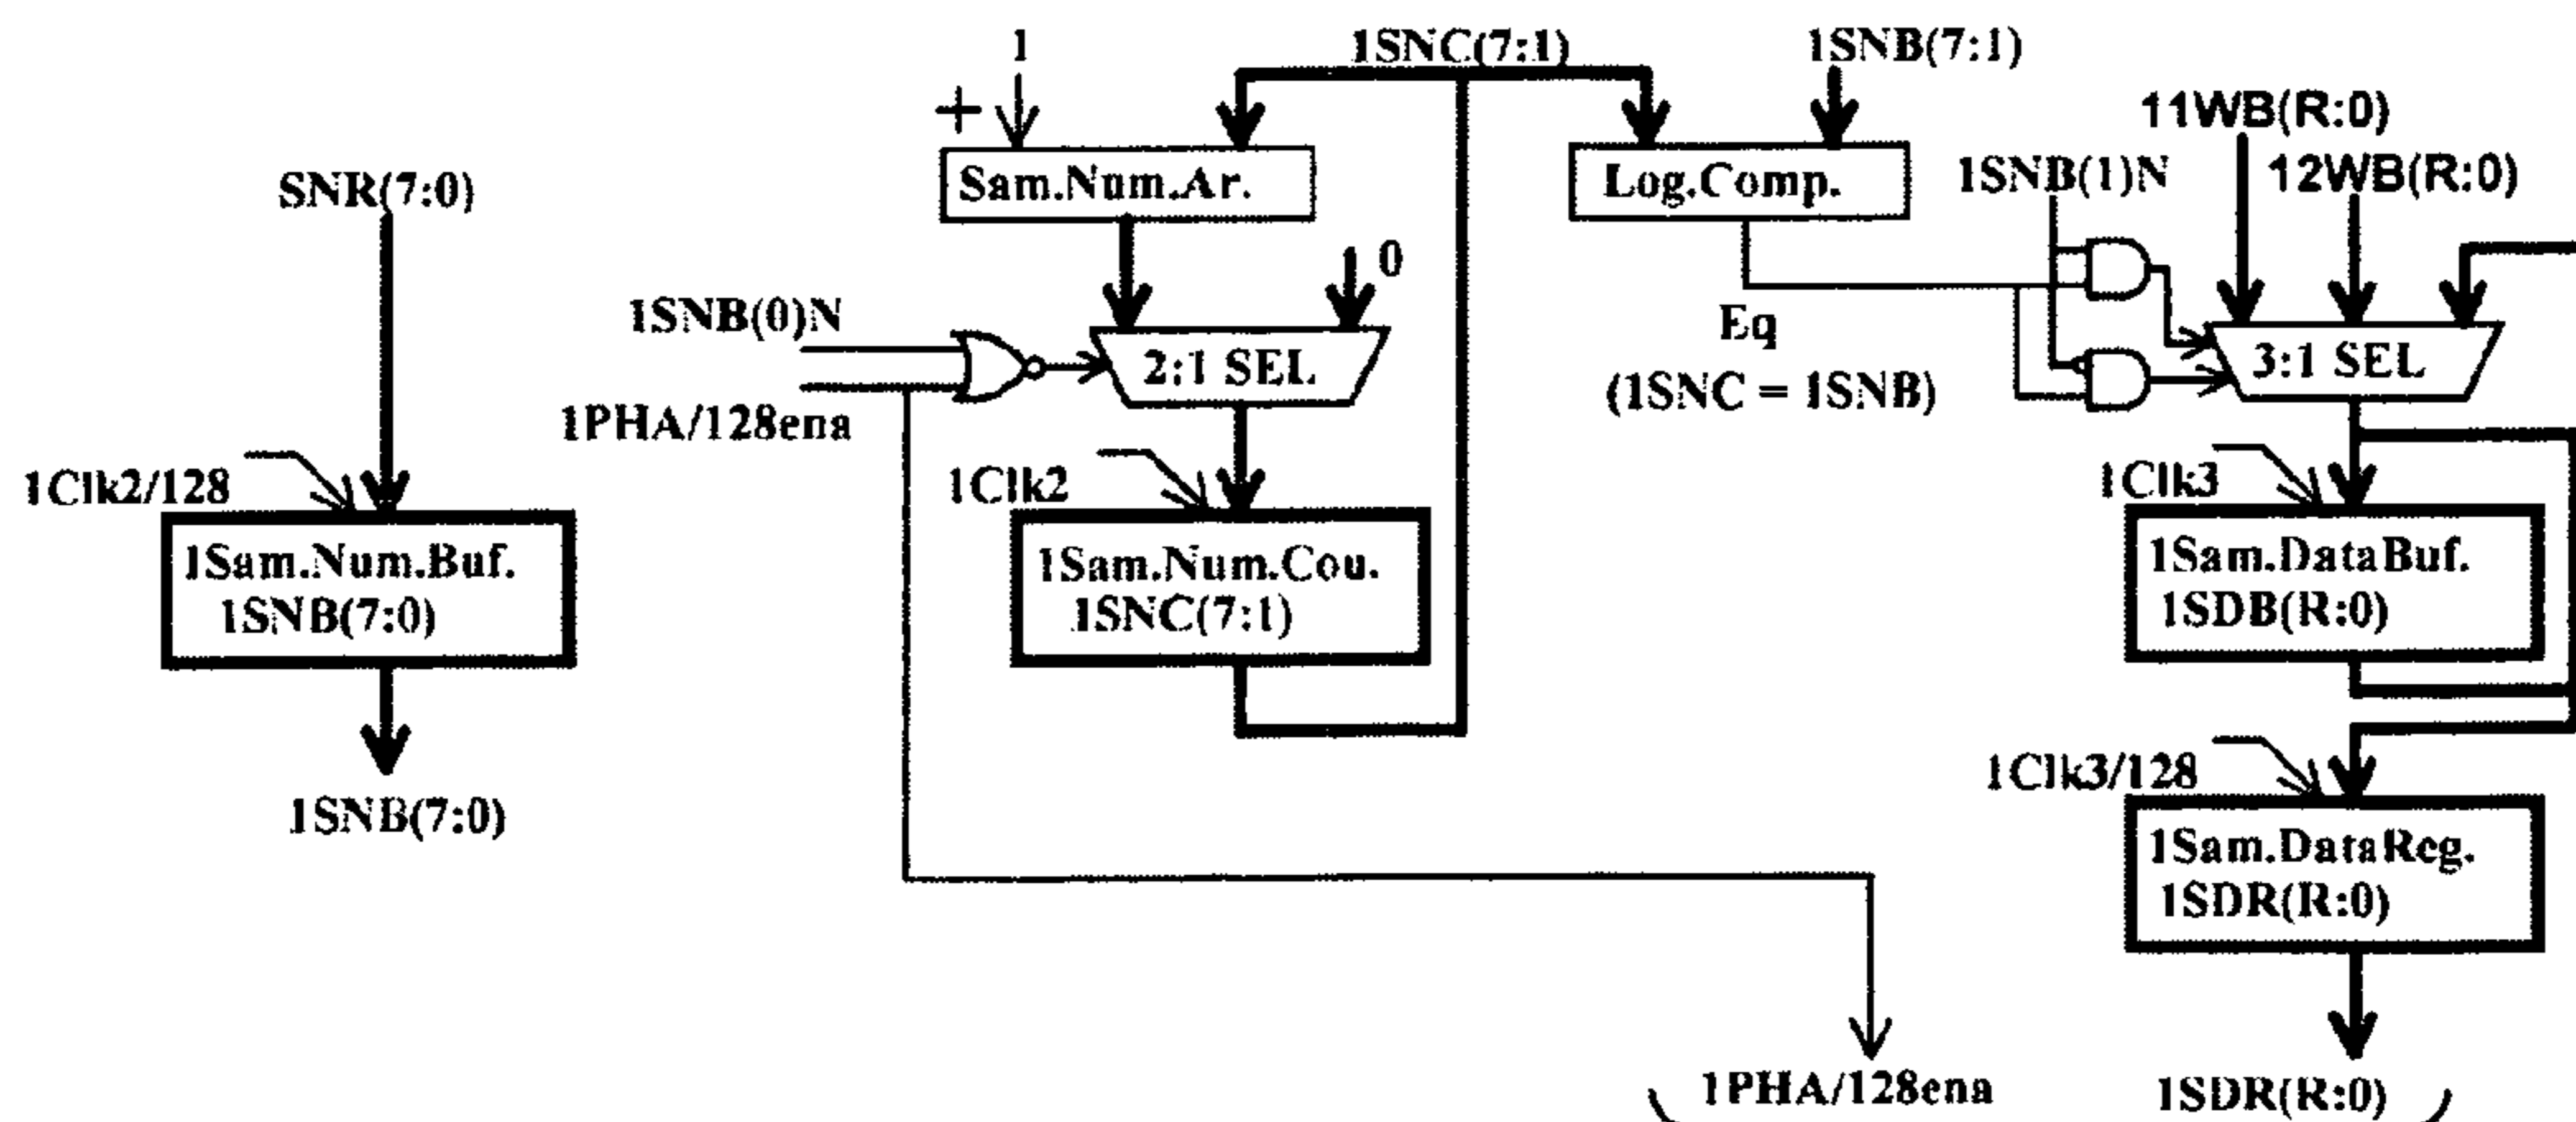 1
1SNC(7:1)
1SNB(7:1)
11WB(R:0)
+
SNR(7:0)
Sam.Num.Ar.
Log.Comp.
1SNB(1)N
12WB(R:0)
0
1SNB(0)N
Eq
2:1 SEL
3:1 SEL
(1SNC = 1SNB)
1PHA/128ena
1Clk2/128
1Clk2
1Clk3
1Sam.Num.Buf.
1SNB(7:0)
1Sam.Num.Cou.
1SNC(7:1)
1Sam.DataBuf.
1SDB(R:0)
1Clk3/128
1SNB(7:0)
1Sam.DataReg.
1SDR(R:0)
1PHA/128ena
1SDR(R:0)